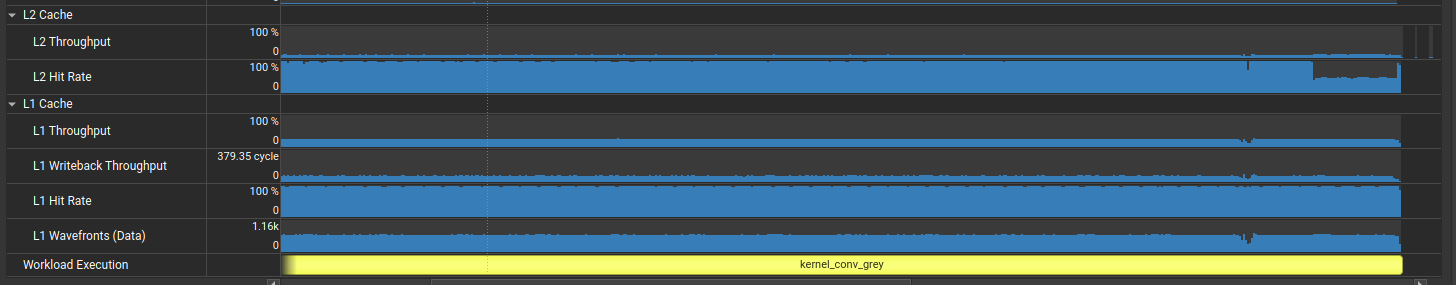 L2 Cache
L2 Throughput
100 %
0
L2 Hit Rate
100 %
0
L1 Cache
L1 Throughput
100 %
0
L1 Writeback Throughput
379.35 cycle
0
L1 Hit Rate
100 %
0
L1 Wavefronts (Data)
1.16k
0
Workload Execution
kernel_conv_grey